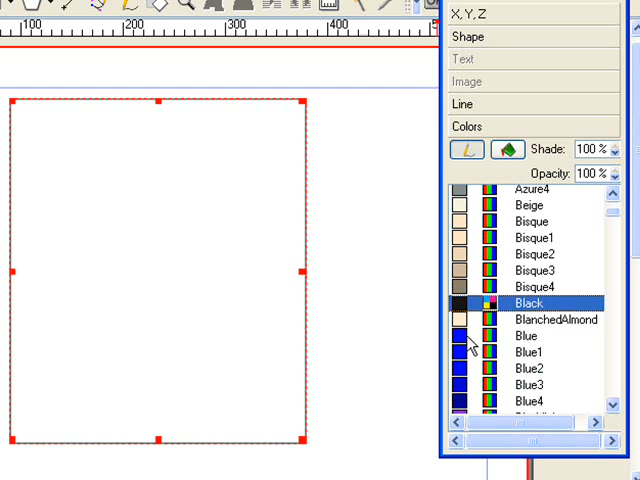 100 200 300 400 5
X, Y, Z
Shape
Text
Image
Line
Colors
Shade: 100 %
Opacity: 100 %
Azure4
Beige
Bisque
Bisque1
Bisque2
Bisque3
Bisque4
Black
BlanchedAlmond
Blue
Blue1
Blue2
Blue3
Blue4